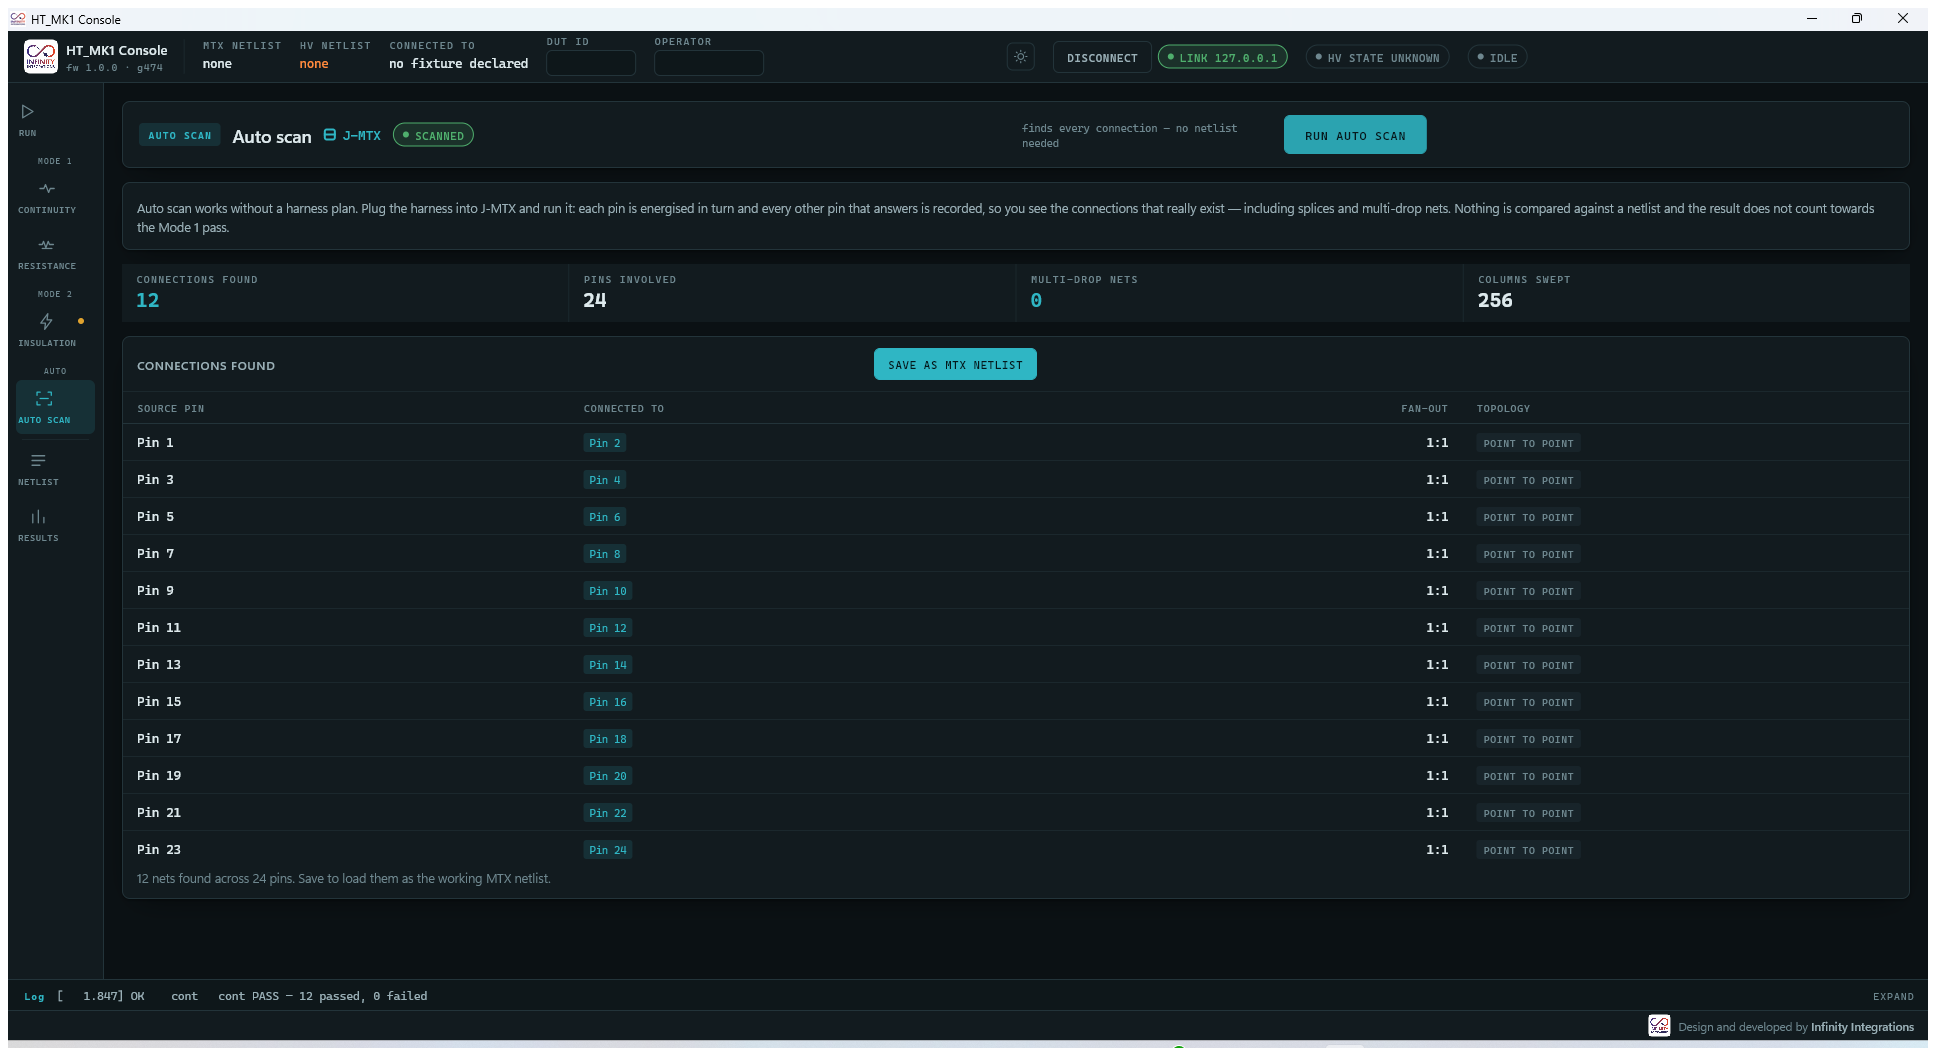 HT_MK1 Console
HT_MK1 Console
fw 1.0.0 · g474
MTX NETLIST
none
HV NETLIST
none
CONNECTED TO
no fixture declared
DUT ID
OPERATOR
DISCONNECT
LINK 127.0.0.1
HV STATE UNKNOWN
IDLE
RUN
MODE 1
CONTINUITY
RESISTANCE
MODE 2
INSULATION
AUTO
AUTO SCAN
NETLIST
RESULTS
AUTO SCAN
Auto scan
J-MTX
SCANNED
finds every connection — no netlist
needed
RUN AUTO SCAN
Auto scan works without a harness plan. Plug the harness into J-MTX and run it: each pin is energised in turn and every other pin that answers is recorded, so you see the connections that really exist — including splices and multi-drop nets. Nothing is compared against a netlist and the result does not count towards
the Mode 1 pass.
CONNECTIONS FOUND
12
PINS INVOLVED
24
MULTI-DROP NETS
0
COLUMNS SWEPT
256
CONNECTIONS FOUND
SAVE AS MTX NETLIST
SOURCE PIN CONNECTED TO FAN-OUT TOPOLOGY
Pin 1 Pin 2 1:1 POINT TO POINT
Pin 3 Pin 4 1:1 POINT TO POINT
Pin 5 Pin 6 1:1 POINT TO POINT
Pin 7 Pin 8 1:1 POINT TO POINT
Pin 9 Pin 10 1:1 POINT TO POINT
Pin 11 Pin 12 1:1 POINT TO POINT
Pin 13 Pin 14 1:1 POINT TO POINT
Pin 15 Pin 16 1:1 POINT TO POINT
Pin 17 Pin 18 1:1 POINT TO POINT
Pin 19 Pin 20 1:1 POINT TO POINT
Pin 21 Pin 22 1:1 POINT TO POINT
Pin 23 Pin 24 1:1 POINT TO POINT
12 nets found across 24 pins. Save to load them as the working MTX netlist.
Log [ 1.847] OK cont cont PASS — 12 passed, 0 failed
EXPAND
Design and developed by Infinity Integrations